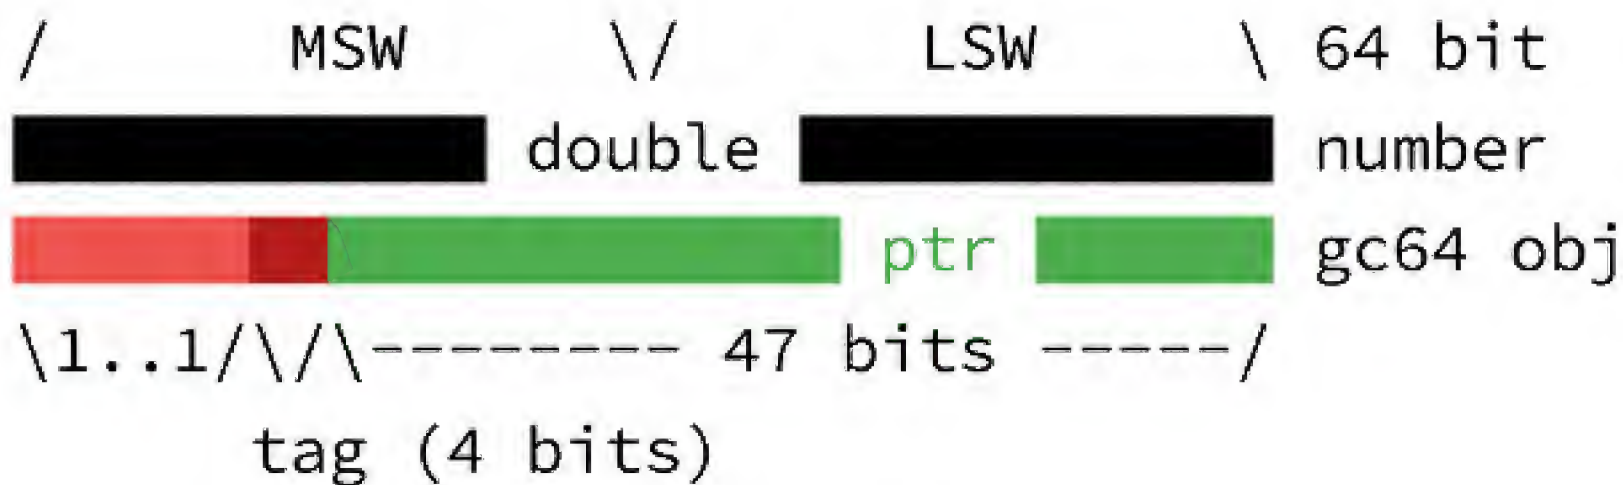 / MSW \/ LSW \ 64 bit
double number
ptr gc64 obj
\1..1/\/\-------- 47 bits -----/
tag (4 bits)